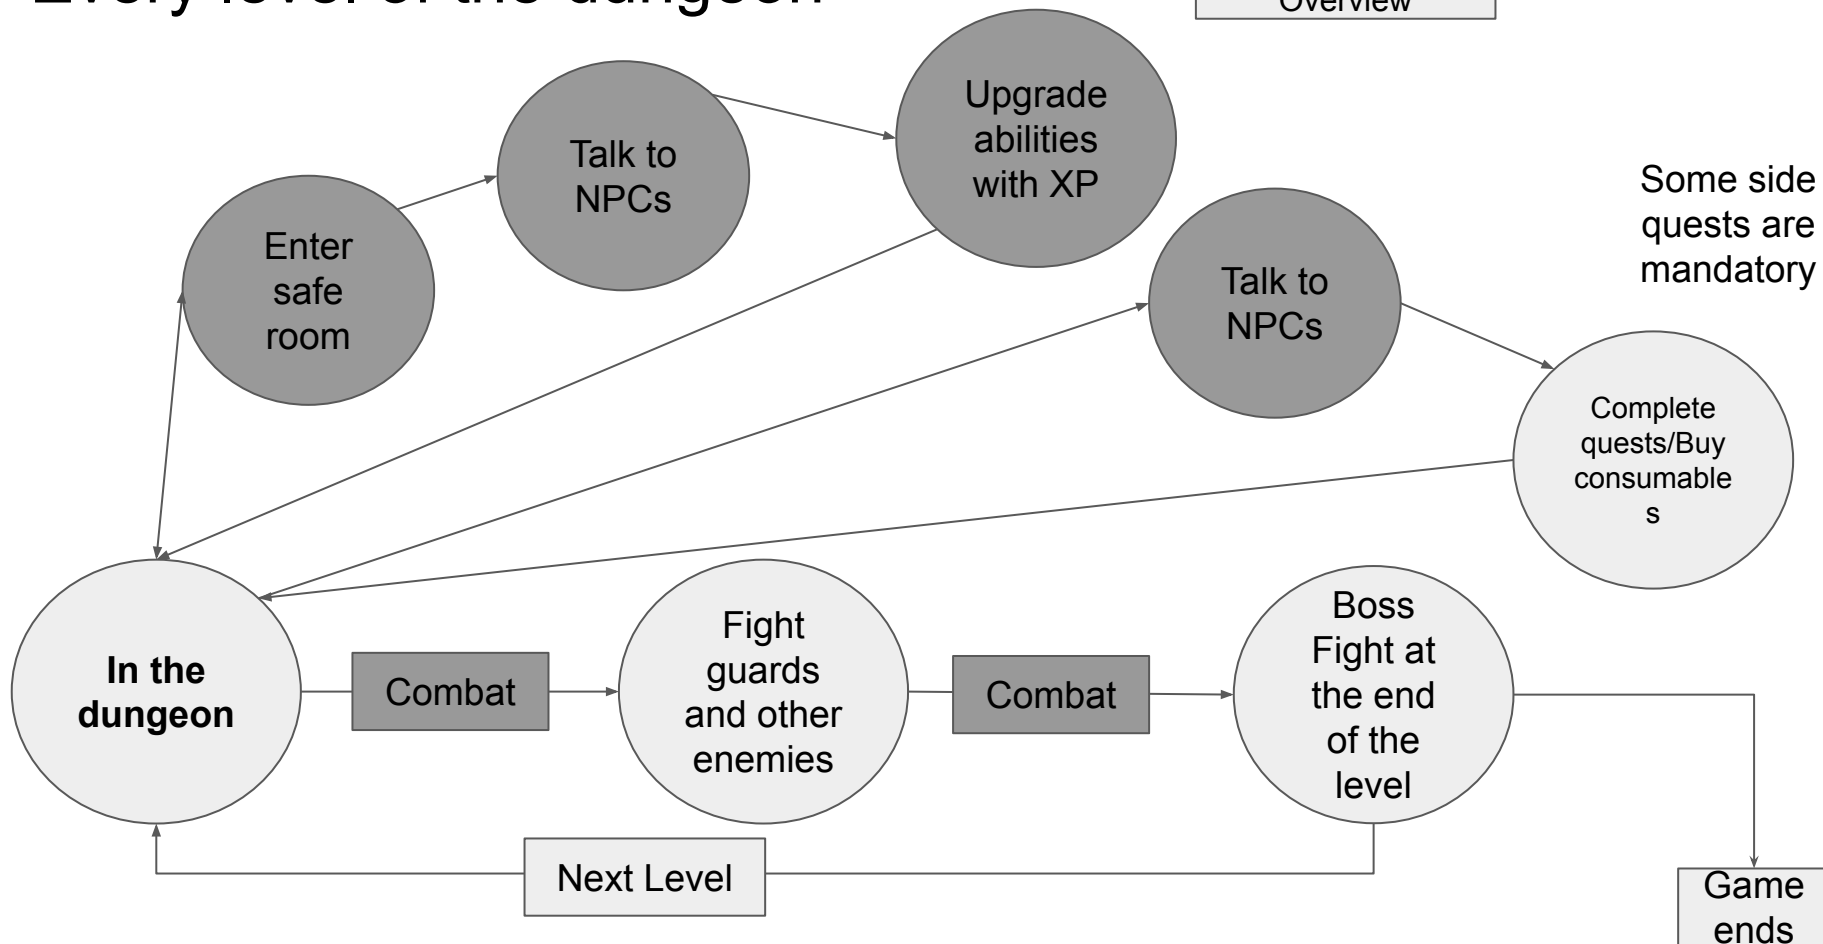 Every level of the dungeon
Overview
Upgrade
abilities
with XP
Talk to
NPCs
Enter
safe
room
Some side
quests are
mandatory
Talk to
NPCs
Complete
quests/Buy
consumable
s
In the
dungeon
Combat
Fight
guards
and other
enemies
Combat
Boss
Fight at
the end
of the
level
Next Level
Game
ends